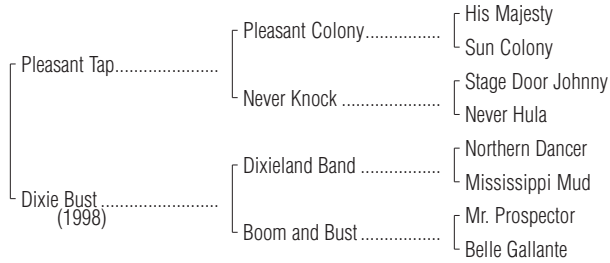 His Majesty
Pleasant Colony..................
Sun Colony
Pleasant Tap.....................
Stage Door Johnny
Never Knock ....................
Never Hula
Northern Dancer
Dixieland Band ................
Mississippi Mud
Dixie Bust ........................
(1998)
Mr. Prospector
Boom and Bust ................
Belle Gallante